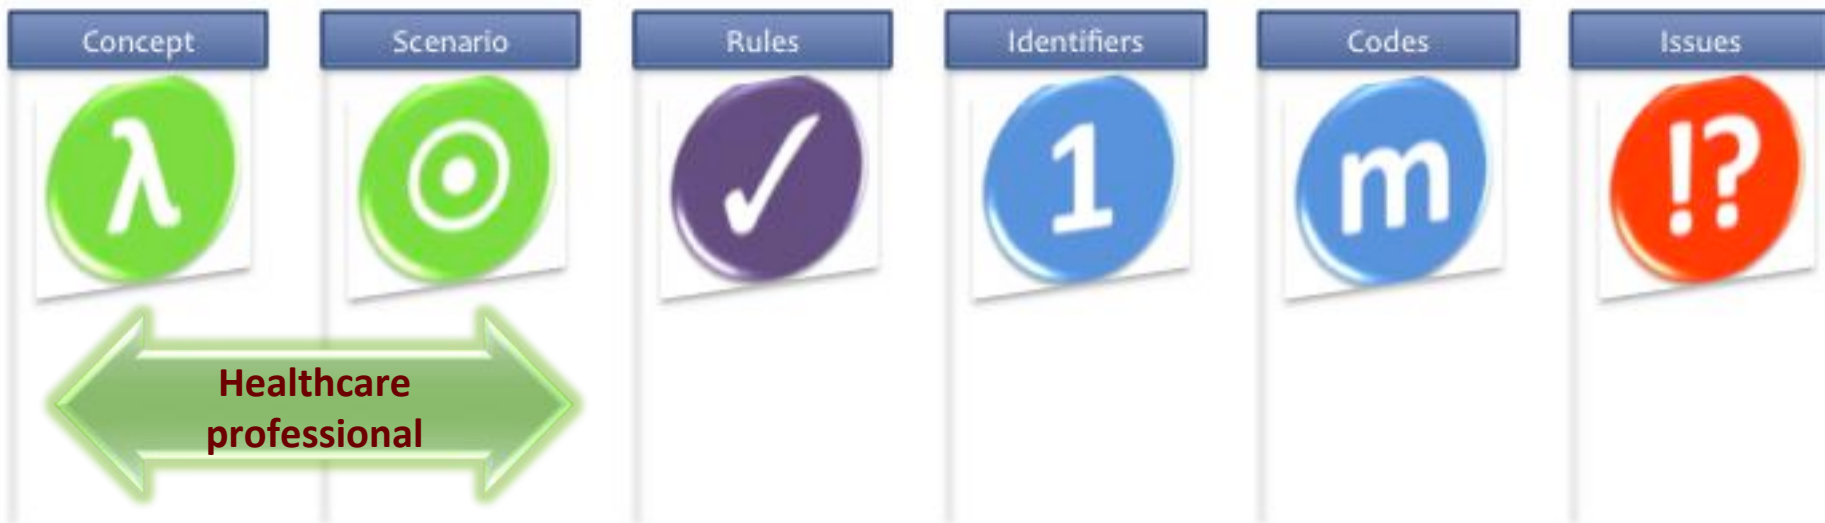 Concept
Scenario
Rules
Identifiers
Codes
Issues
λ
✓
1
m
!?
Healthcare
professional